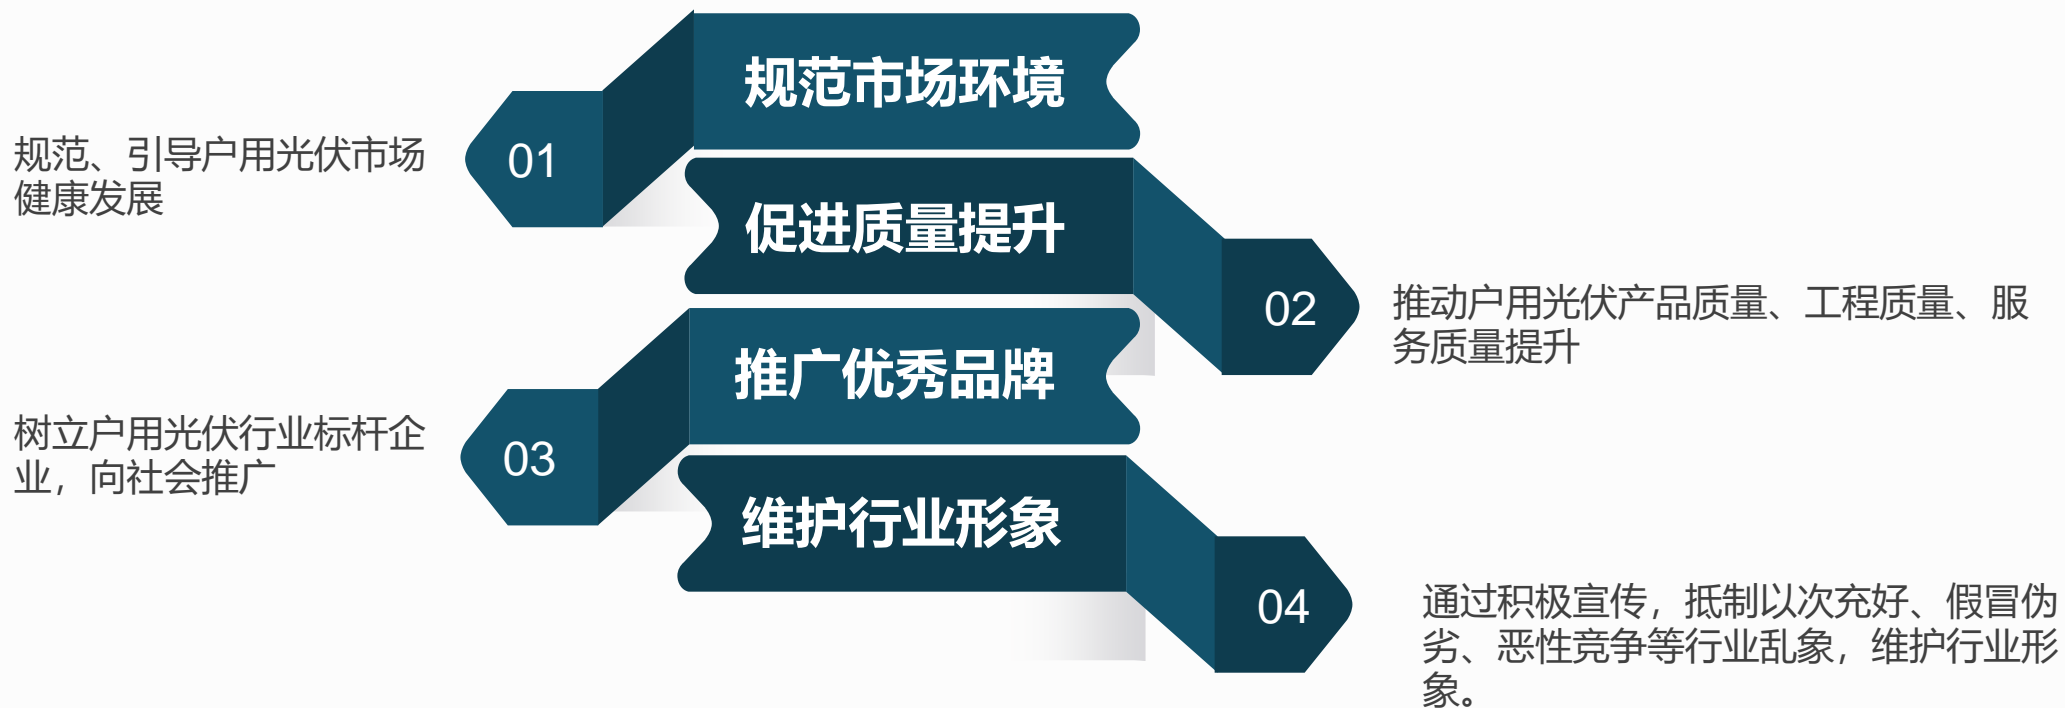 规范市场环境
01
规范、引导户用光伏市场
健康发展
促进质量提升
02
推动户用光伏产品质量、工程质量、服
务质量提升
推广优秀品牌
03
树立户用光伏行业标杆企
业，向社会推广
维护行业形象
04
通过积极宣传，抵制以次充好、假冒伪
劣、恶性竞争等行业乱象，维护行业形
象。